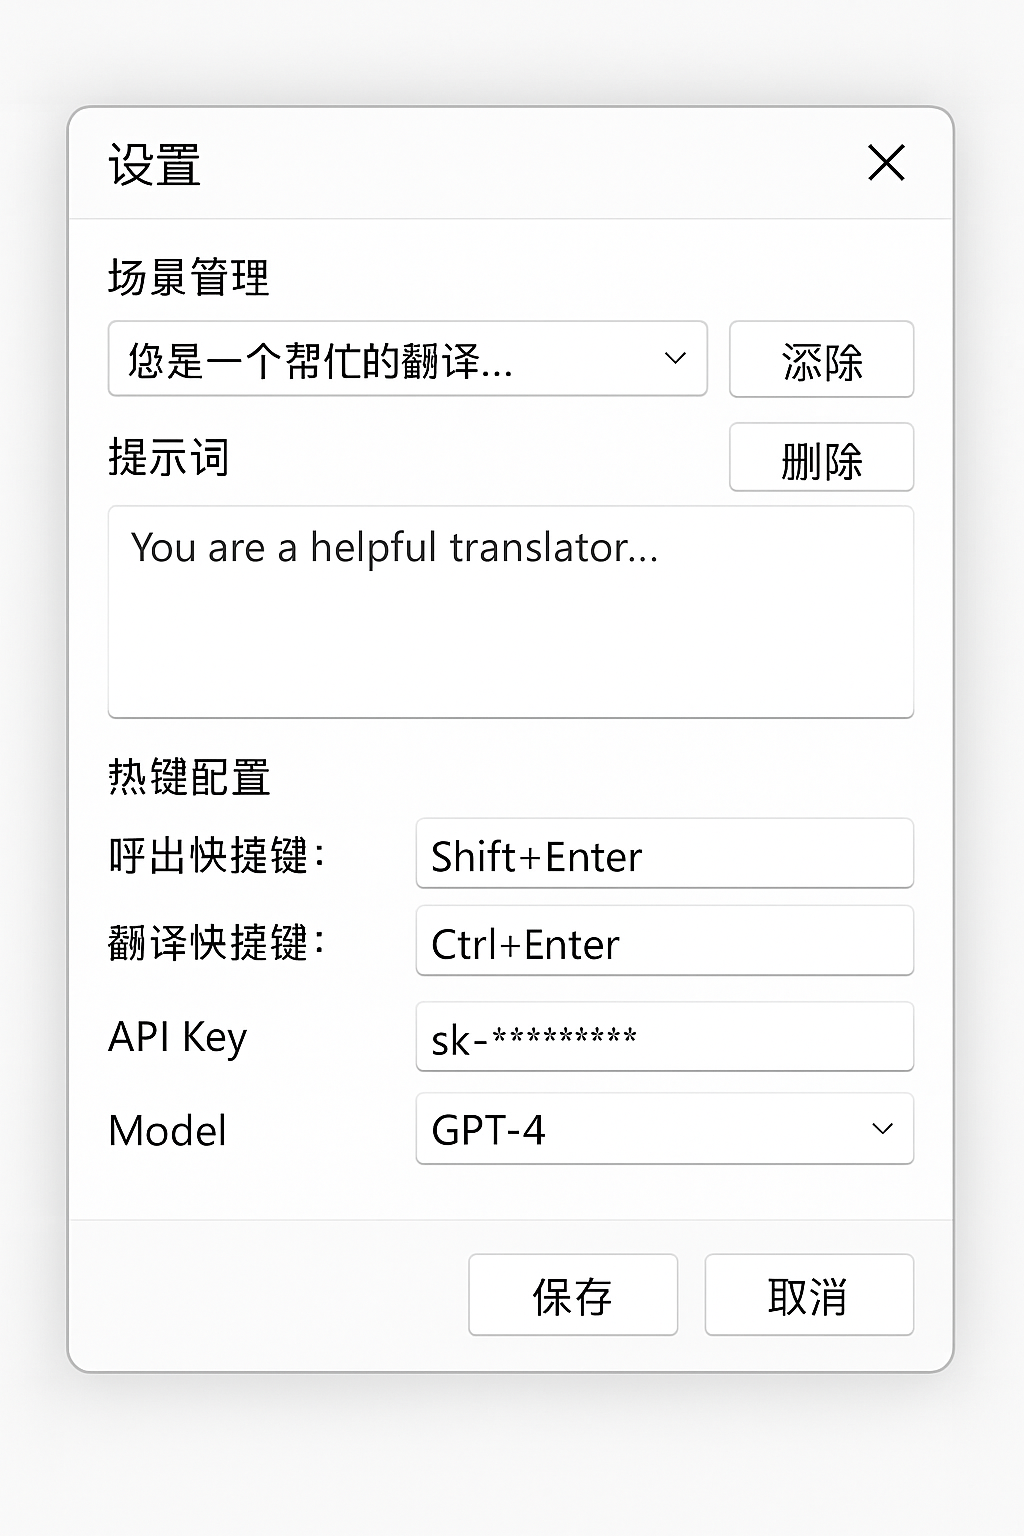 设置
场景管理
您是一个帮忙的翻译...
添除
提示词
删除
You are a helpful translator...
热键配置
呼出快捷键：
Shift+Enter
翻译快捷键：
Ctrl+Enter
API Key
sk-*********
Model
GPT-4
保存
取消